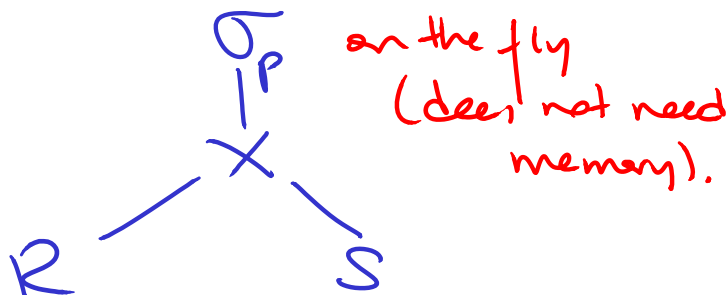 σp on the fly
(does not need
memory).
X
R S